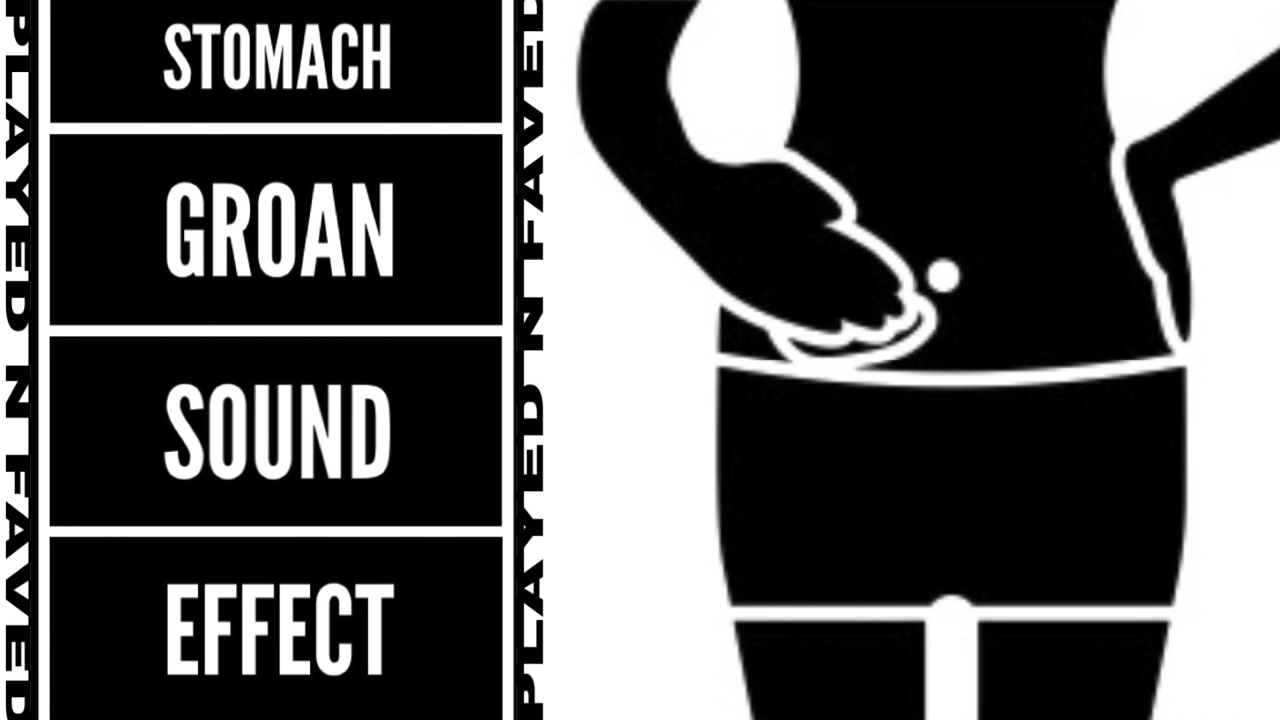 PLAYED N FAVED
STOMACH
GROAN
SOUND
EFFECT
PLAYED N FAVED